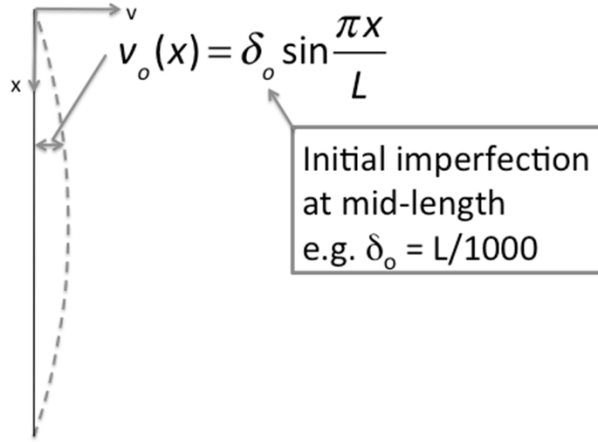 v
x
vₒ(x) = δₒ sin πx/L
Initial imperfection
at mid-length
e.g. δₒ = L/1000